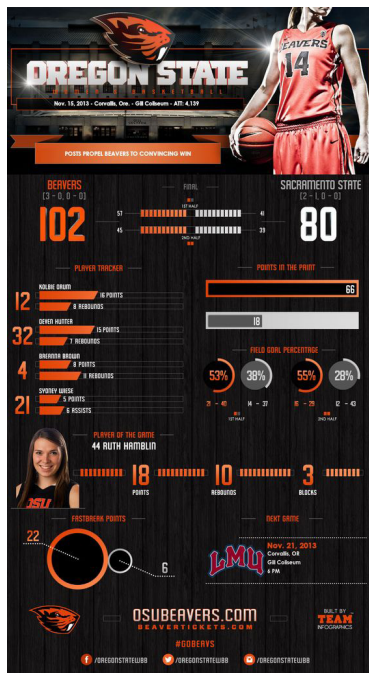 OREGON STATE
Nov. 15, 2013 - Corvallis, Ore. - Gill Coliseum - ATT: 4,139
BEAVERS
14
POSTS PROPEL BEAVERS TO CONVINCING WIN
BEAVERS
(3 - 0, 0 - 0)
102
FINAL
SACRAMENTO STATE
(2 - 1, 0 - 0)
80
1ST HALF
57
41
45
39
2ND HALF
PLAYER TRACKER
12
KOLBIE ORUM
16 POINTS
8 REBOUNDS
32
DEVEN HUNTER
15 POINTS
7 REBOUNDS
4
BREANNA BROWN
8 POINTS
11 REBOUNDS
21
SYDNEY WIESE
5 POINTS
6 ASSISTS
POINTS IN THE PAINT
66
18
FIELD GOAL PERCENTAGE
53%
38%
55%
28%
21 - 40
14 - 37
16 - 29
12 - 43
1ST HALF
2ND HALF
PLAYER OF THE GAME
44 RUTH HAMBLIN
OSU
18
POINTS
10
REBOUNDS
3
BLOCKS
FASTBREAK POINTS
22
6
NEXT GAME
LMU
Nov. 21, 2013
Corvallis, OR
Gill Coliseum
6 PM
OSUBEAVERS.COM
BEAVERTICKETS.COM
BUILT BY
TEAM
INFOGRAPHICS
#GOBEAVS
/OREGONSTATEWBB
/OREGONSTATEWBB
/OREGONSTATEWBB